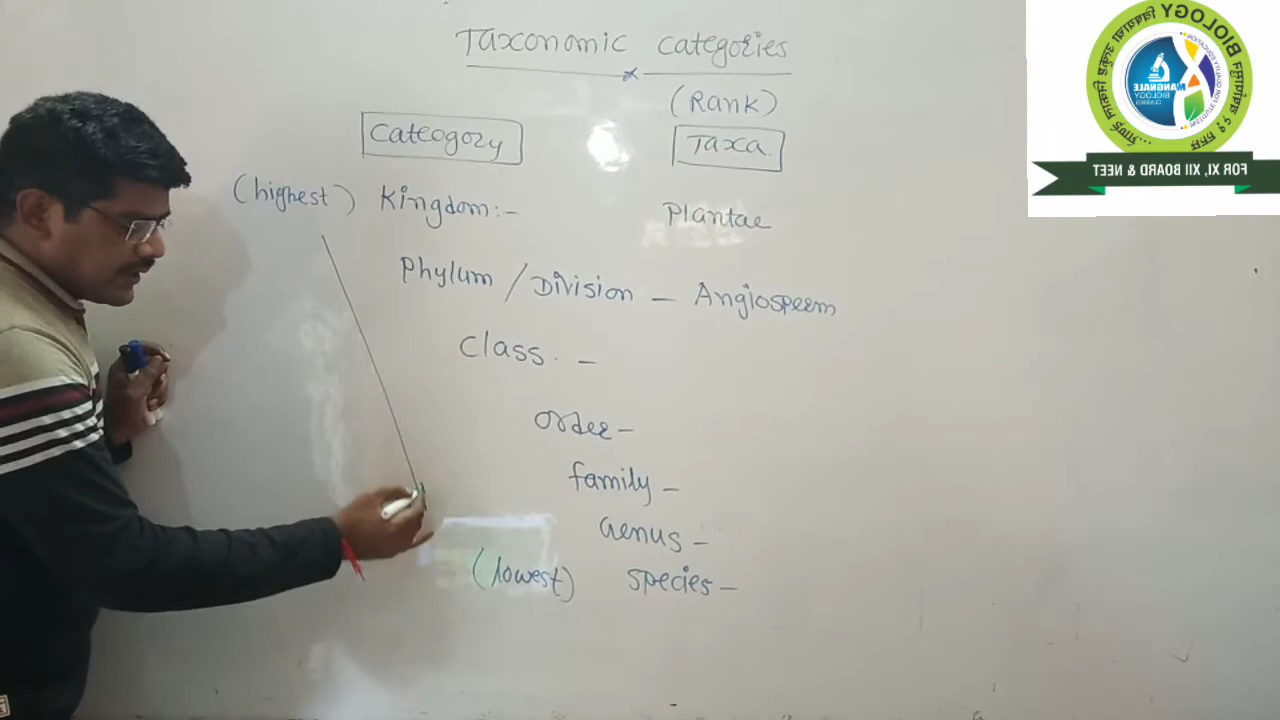 Taxonomic categories
(Rank)
Cateogozy
Taxa.
(highest) Kingdom:-
Plantae
Phylum / Division - Angiospeem
Class. -
order -
family -
Genus -
(lowest) species -
BIOLOGY
FOR XI, XII BOARD & NEET